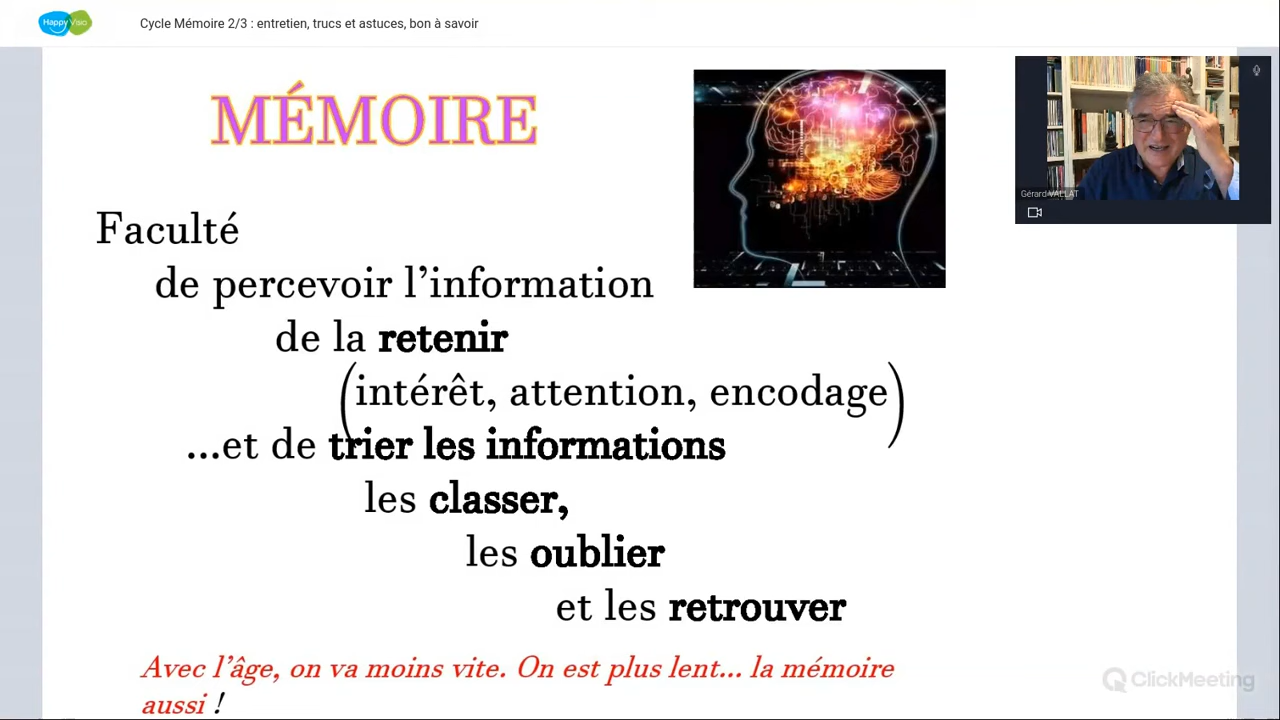 Happy Visio
Cycle Mémoire 2/3 : entretien, trucs et astuces, bon à savoir
MÉMOIRE
Gérard VALLAT
Faculté
de percevoir l’information
de la retenir
(intérêt, attention, encodage)
...et de trier les informations
les classer,
les oublier
et les retrouver
Avec l’âge, on va moins vite. On est plus lent... la mémoire
aussi !
ClickMeeting